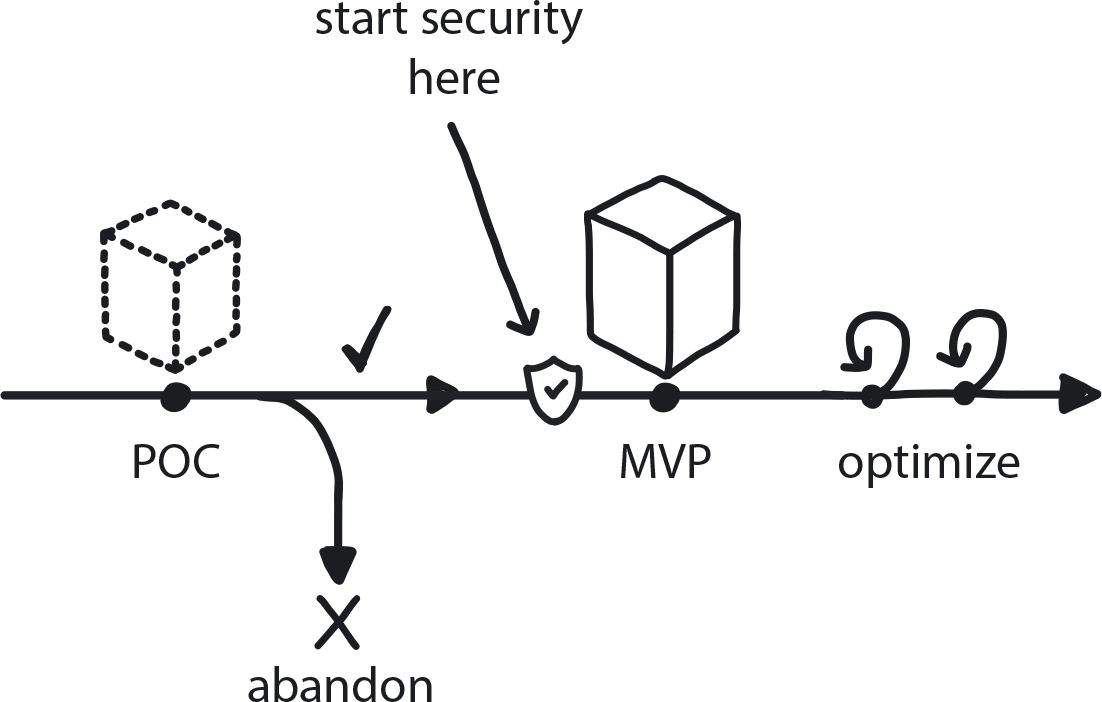 start security
here
POC
MVP
optimize
abandon